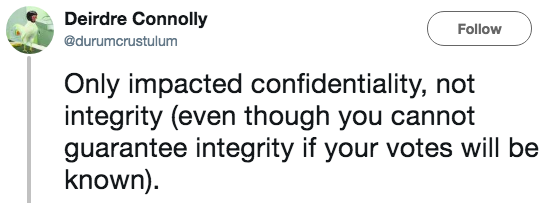 Deirdre Connolly
@durumcrustulum
Follow
Only impacted confidentiality, not
integrity (even though you cannot
guarantee integrity if your votes will be
known).